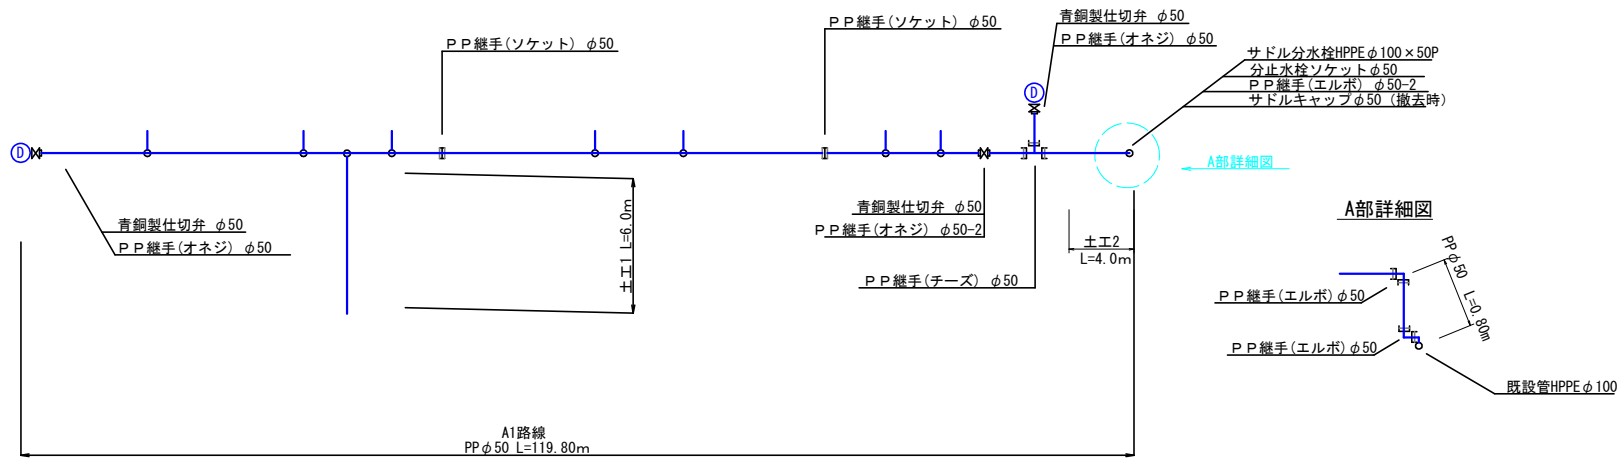 青銅製仕切弁 φ50
ＰＰ継手(ソケット) φ50
ＰＰ継手(ソケット) φ50
ＰＰ継手(オネジ) φ50
サドル分水栓HPPEφ100×50P
分止水栓ソケットφ50
ＰＰ継手(エルボ) φ50-2
サドルキャップφ50 (撤去時)
D
D
A部詳細図
青銅製仕切弁 φ50
ＰＰ継手(オネジ) φ50
土工1 L=6.0m
青銅製仕切弁 φ50
ＰＰ継手(オネジ) φ50-2
土工2
L=4.0m
ＰＰ継手(チーズ) φ50
A部詳細図
PPφ50 L=0.80m
ＰＰ継手(エルボ)φ50
ＰＰ継手(エルボ)φ50
既設管HPPEφ100
A1路線
PPφ50 L=119.80m